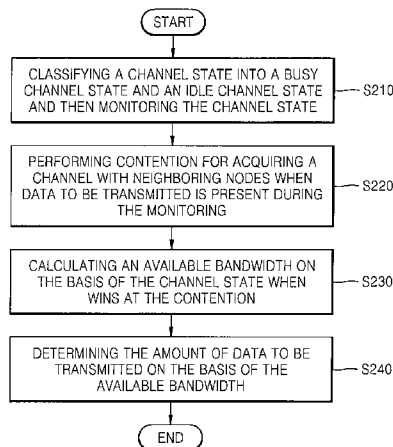 START
CLASSIFYING A CHANNEL STATE INTO A BUSY
CHANNEL STATE AND AN IDLE CHANNEL STATE
AND THEN MONITORING THE CHANNEL STATE
S210
PERFORMING CONTENTION FOR ACQUIRING A
CHANNEL WITH NEIGHBORING NODES WHEN
DATA TO BE TRANSMITTED IS PRESENT DURING
THE MONITORING
S220
CALCULATING AN AVAILABLE BANDWIDTH ON
THE BASIS OF THE CHANNEL STATE WHEN
WINS AT THE CONTENTION
S230
DETERMINING THE AMOUNT OF DATA TO BE
TRANSMITTED ON THE BASIS OF THE
AVAILABLE BANDWIDTH
S240
END